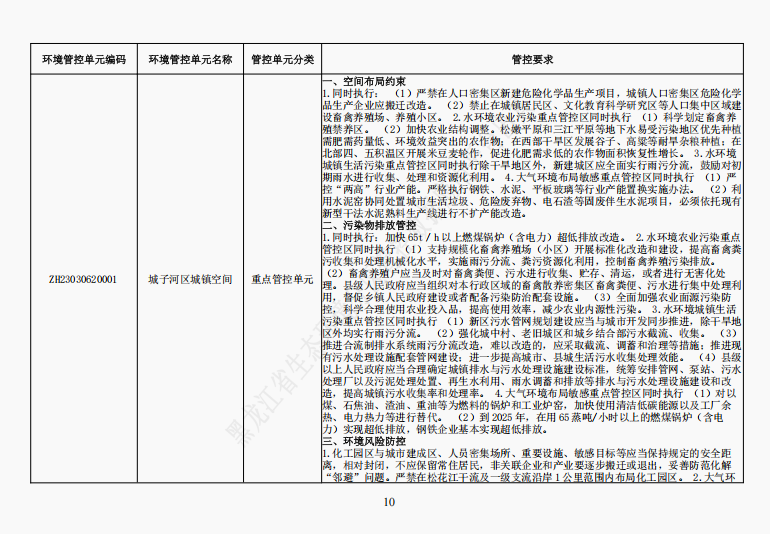 环境管控单元编码 环境管控单元名称 管控单元分类 管控要求
ZH23030620001 城子河区城镇空间 重点管控单元
一、空间布局约束
1.同时执行：（1）严禁在人口密集区新建危险化学品生产项目，城镇人口密集区危险化学
品生产企业应搬迁改造。（2）禁止在城镇居民区、文化教育科学研究区等人口集中区域建
设畜禽养殖场、养殖小区。2.水环境农业污染重点管控区同时执行 （1）科学划定畜禽养
殖禁养区。（2）加快农业结构调整。松嫩平原和三江平原等地下水易受污染地区优先种植
需肥需药量低、环境效益突出的农作物；在西部干旱区发展谷子、高粱等耐旱杂粮种植；在
北部四、五积温区开展米豆麦轮作，促进化肥需求低的农作物面积恢复性增长。3.水环境
城镇生活污染重点管控区同时执行除干旱地区外，新建城区应全面实行雨污分流，鼓励对初
期雨水进行收集、处理和资源化利用。4.大气环境布局敏感重点管控区同时执行 （1）严
控“两高”行业产能。严格执行钢铁、水泥、平板玻璃等行业产能置换实施办法。（2）利
用水泥窑协同处置城市生活垃圾、危险废弃物、电石渣等固废伴生水泥项目，必须依托现有
新型干法水泥熟料生产线进行不扩产能改造。
二、污染物排放管控
1.同时执行：加快65t/h以上燃煤锅炉（含电力）超低排放改造。2.水环境农业污染重点
管控区同时执行（1）支持规模化畜禽养殖场（小区）开展标准化改造和建设，提高畜禽粪
污收集和处理机械化水平，实施雨污分流、粪污资源化利用，控制畜禽养殖污染排放。
（2）畜禽养殖户应当及时对畜禽粪便、污水进行收集、贮存、清运，或者进行无害化处
理。县级人民政府应当组织对本行政区域的畜禽散养密集区畜禽粪便、污水进行集中处理利
用，督促乡镇人民政府建设或者配备污染防治配套设施。（3）全面加强农业面源污染防
控，科学合理使用农业投入品，提高使用效率，减少农业内源性污染。3.水环境城镇生活
污染重点管控区同时执行 （1）新区污水管网规划建设应当与城市开发同步推进，除干旱地
区外均实行雨污分流。（2）强化城中村、老旧城区和城乡结合部污水截流、收集。（3）
推进合流制排水系统雨污分流改造，难以改造的，应采取截流、调蓄和治理等措施；推进现
有污水处理设施配套管网建设；进一步提高城市、县城生活污水收集处理效能。（4）县级
以上人民政府应当合理确定城镇排水与污水处理设施建设标准，统筹安排管网、泵站、污水
处理厂以及污泥处理处置、再生水利用、雨水调蓄和排放等排水与污水处理设施建设和改
造，提高城镇污水收集率和处理率。4.大气环境布局敏感重点管控区同时执行 （1）对以
煤、石焦油、渣油、重油等为燃料的锅炉和工业炉窑，加快使用清洁低碳能源以及工厂余
热、电力热力等进行替代。（2）到2025年，在用65蒸吨/小时以上的燃煤锅炉（含电
力）实现超低排放，钢铁企业基本实现超低排放。
三、环境风险防控
1.化工园区与城市建成区、人员密集场所、重要设施、敏感目标等应当保持规定的安全距
离，相对封闭，不应保留常住居民，非关联企业和产业要逐步搬迁或退出，妥善防范化解
“邻避”问题。严禁在松花江干流及一级支流沿岸1公里范围内布局化工园区。2.大气环
10